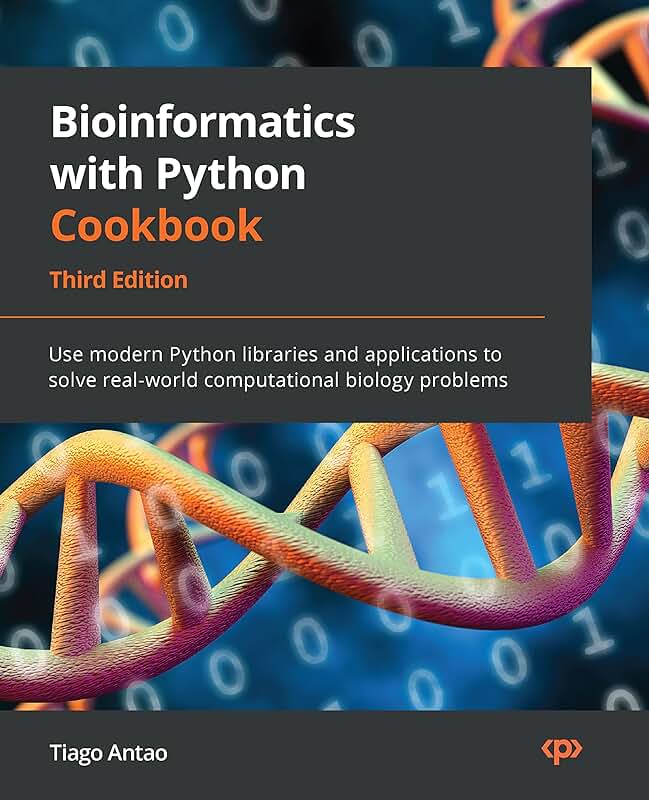 Bioinformatics
with Python
Cookbook
Third Edition
Use modern Python libraries and applications to
solve real-world computational biology problems
Tiago Antao
<p>